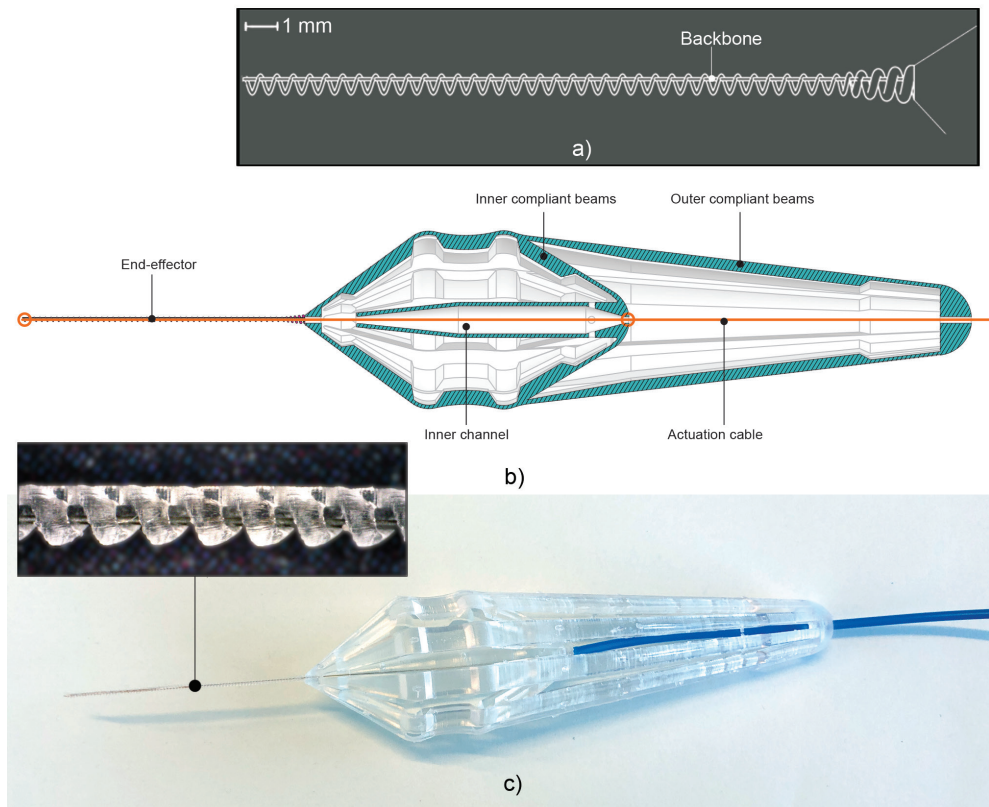 1 mm
Backbone
a)
Inner compliant beams
Outer compliant beams
End-effector
Inner channel
Actuation cable
b)
c)